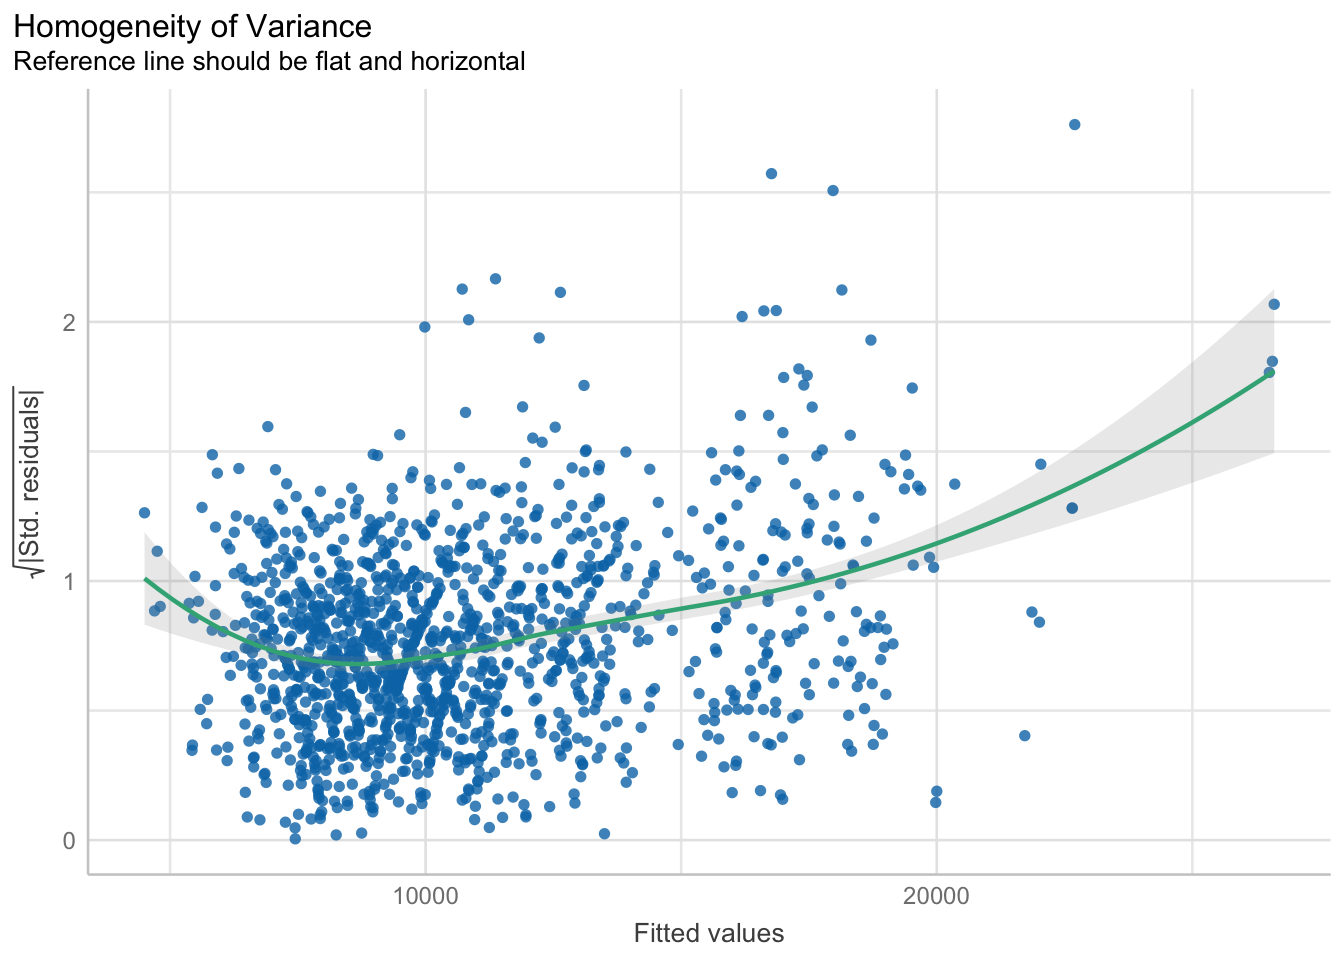 Homogeneity of Variance
Reference line should be flat and horizontal
√|Std. residuals|
2
1
0
10000
20000
Fitted values